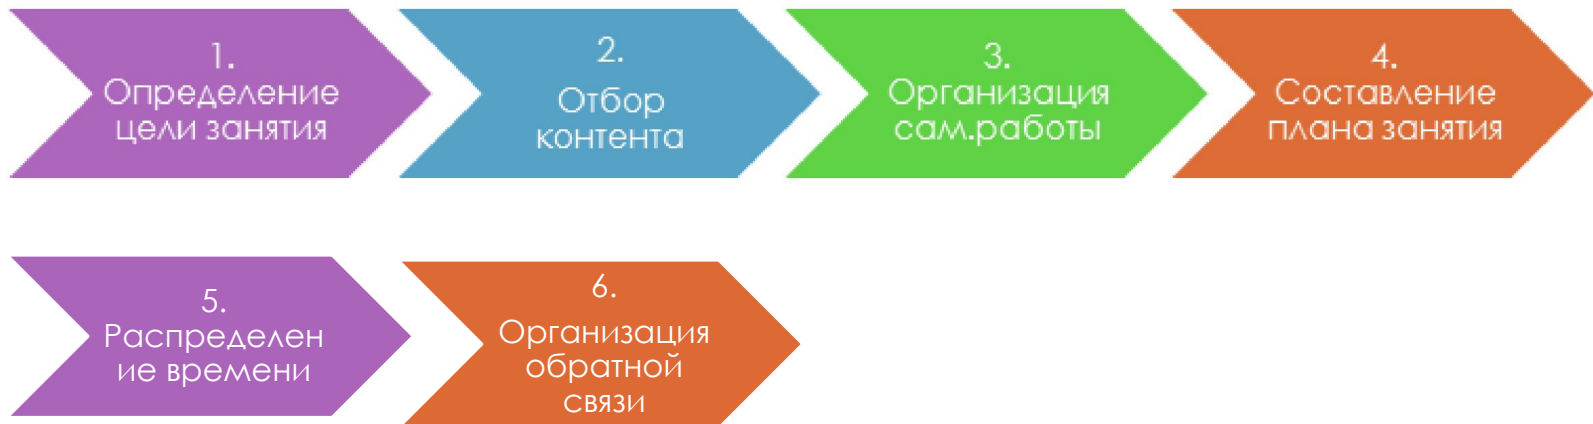 1.
Определение
цели занятия
2.
Отбор
контента
3.
Организация
сам.работы
4.
Составление
плана занятия
5.
Распределен
ие времени
6.
Организация
обратной
связи